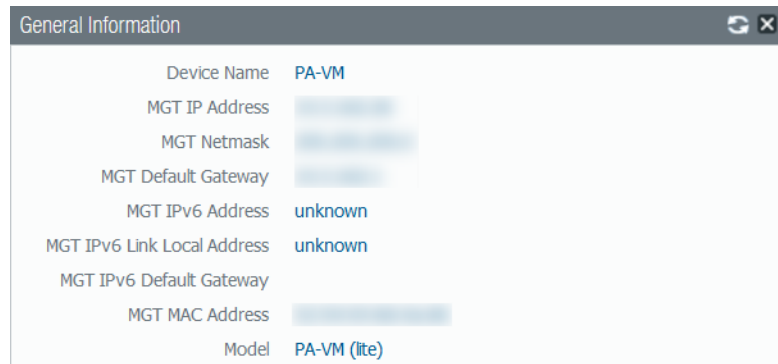 General Information
Device Name PA-VM
MGT IP Address
MGT Netmask
MGT Default Gateway
MGT IPv6 Address unknown
MGT IPv6 Link Local Address unknown
MGT IPv6 Default Gateway
MGT MAC Address
Model PA-VM (lite)